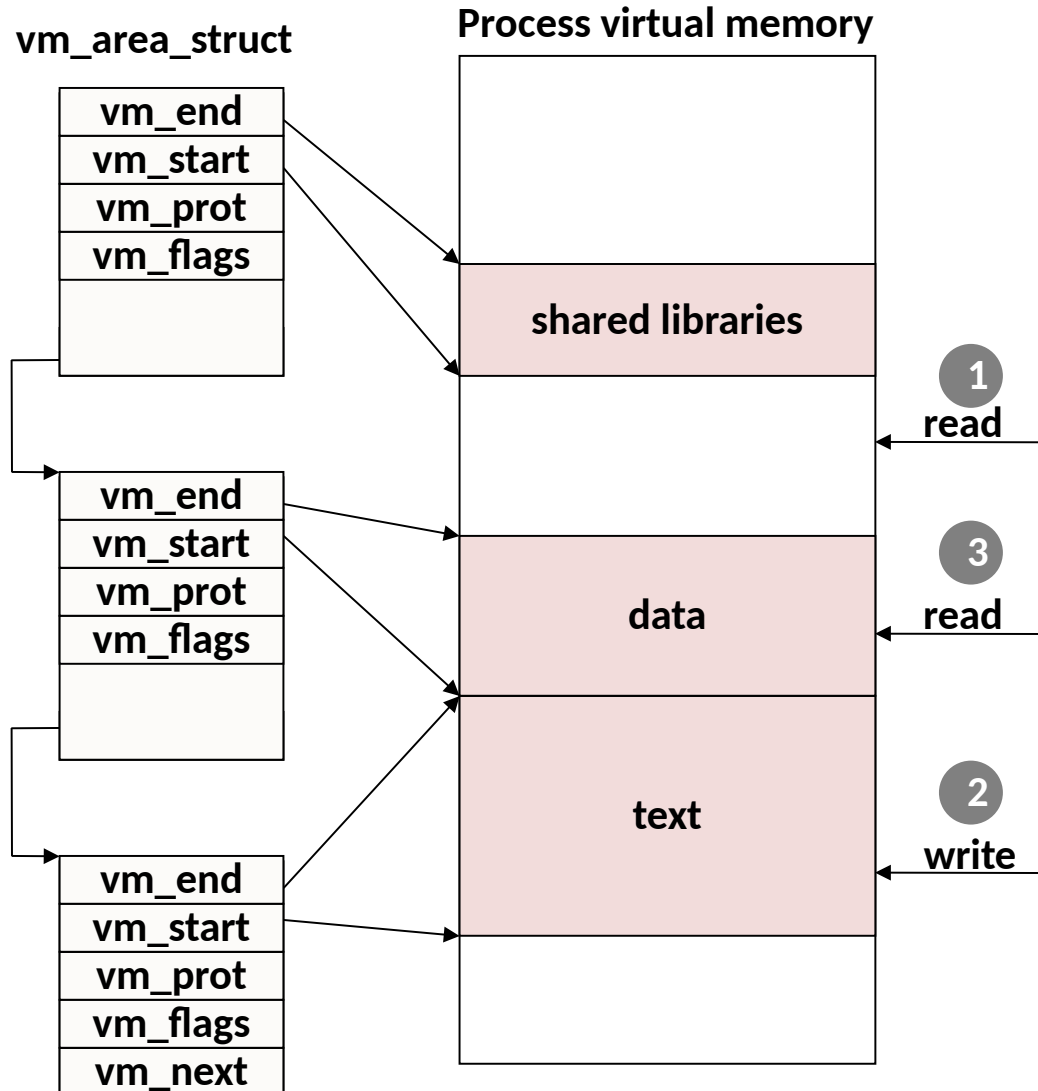 Process virtual memory
vm_area_struct
vm_end
vm_start
vm_prot
vm_flags
shared libraries
1
read
vm_end
vm_start
vm_prot
vm_flags
data
3
read
text
2
write
vm_end
vm_start
vm_prot
vm_flags
vm_next